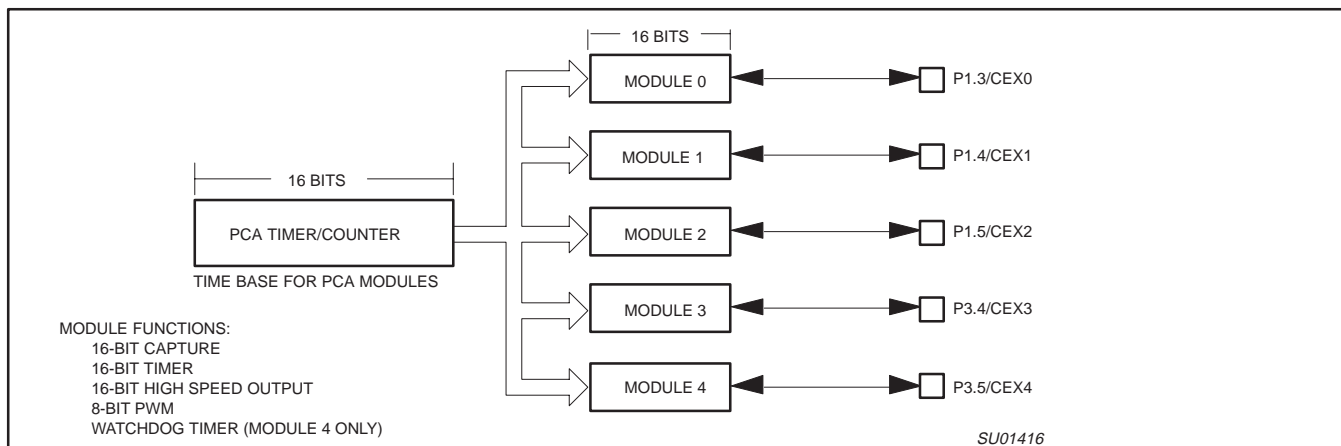 16 BITS
MODULE 0
P1.3/CEX0
MODULE 1
P1.4/CEX1
16 BITS
PCA TIMER/COUNTER
TIME BASE FOR PCA MODULES
MODULE 2
P1.5/CEX2
MODULE 3
P3.4/CEX3
MODULE 4
P3.5/CEX4
MODULE FUNCTIONS:
16-BIT CAPTURE
16-BIT TIMER
16-BIT HIGH SPEED OUTPUT
8-BIT PWM
WATCHDOG TIMER (MODULE 4 ONLY)
SU01416